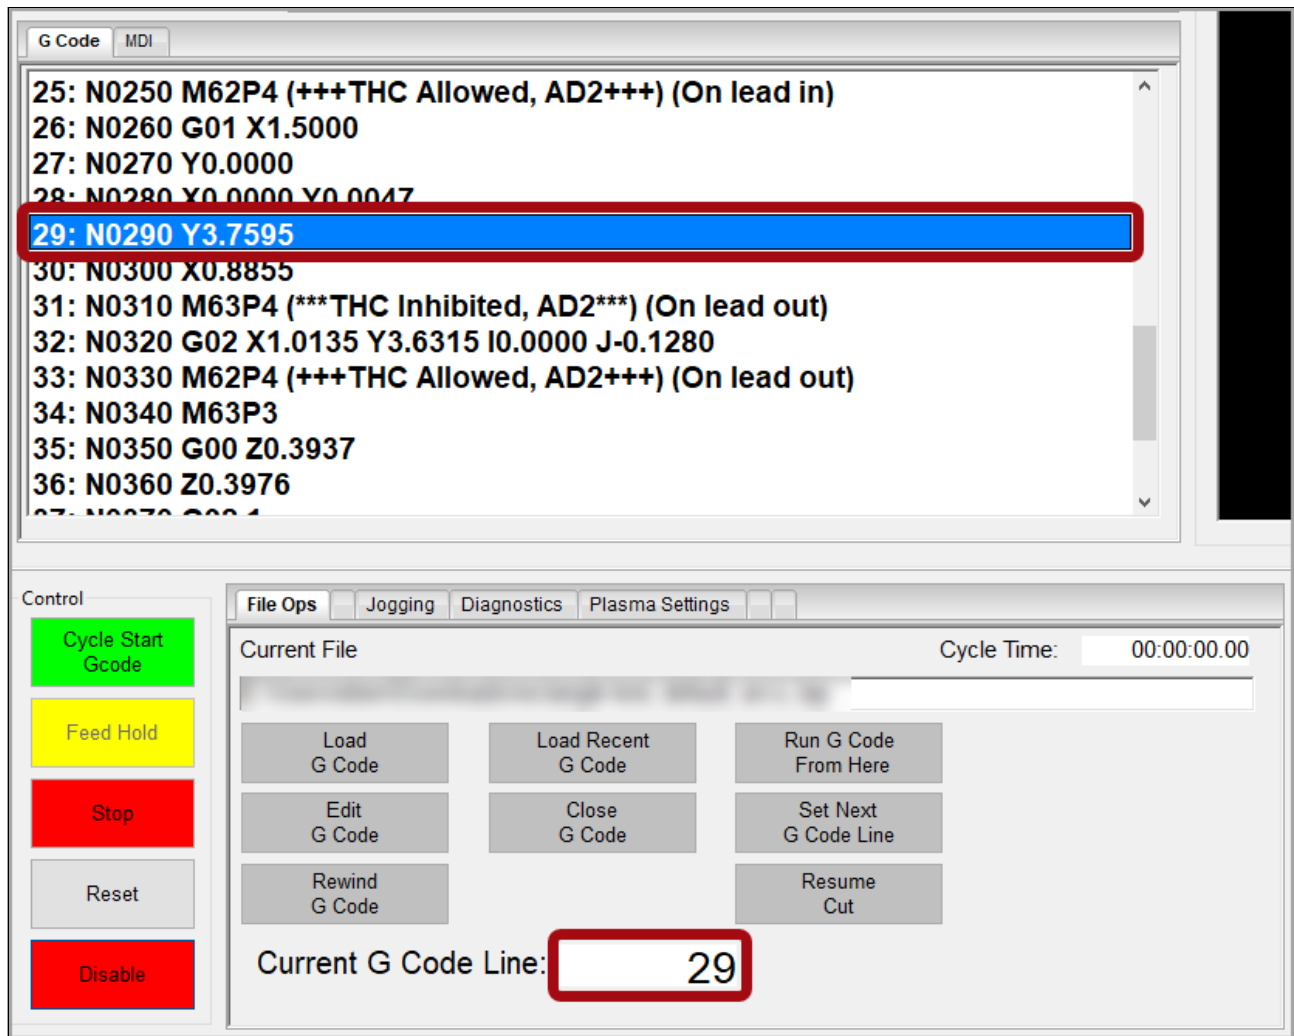 G Code MDI
25: N0250 M62P4 (+++THC Allowed, AD2+++) (On lead in)
26: N0260 G01 X1.5000
27: N0270 Y0.0000
28: N0280 X0.0000 Y0.0047
29: N0290 Y3.7595
30: N0300 X0.8855
31: N0310 M63P4 (***THC Inhibited, AD2***) (On lead out)
32: N0320 G02 X1.0135 Y3.6315 I0.0000 J-0.1280
33: N0330 M62P4 (+++THC Allowed, AD2+++) (On lead out)
34: N0340 M63P3
35: N0350 G00 Z0.3937
36: N0360 Z0.3976
Control
Cycle Start
Gcode
Feed Hold
Stop
Reset
Disable
File Ops Jogging Diagnostics Plasma Settings
Current File Cycle Time: 00:00:00.00
Load
G Code
Load Recent
G Code
Run G Code
From Here
Edit
G Code
Close
G Code
Set Next
G Code Line
Rewind
G Code
Resume
Cut
Current G Code Line: 29